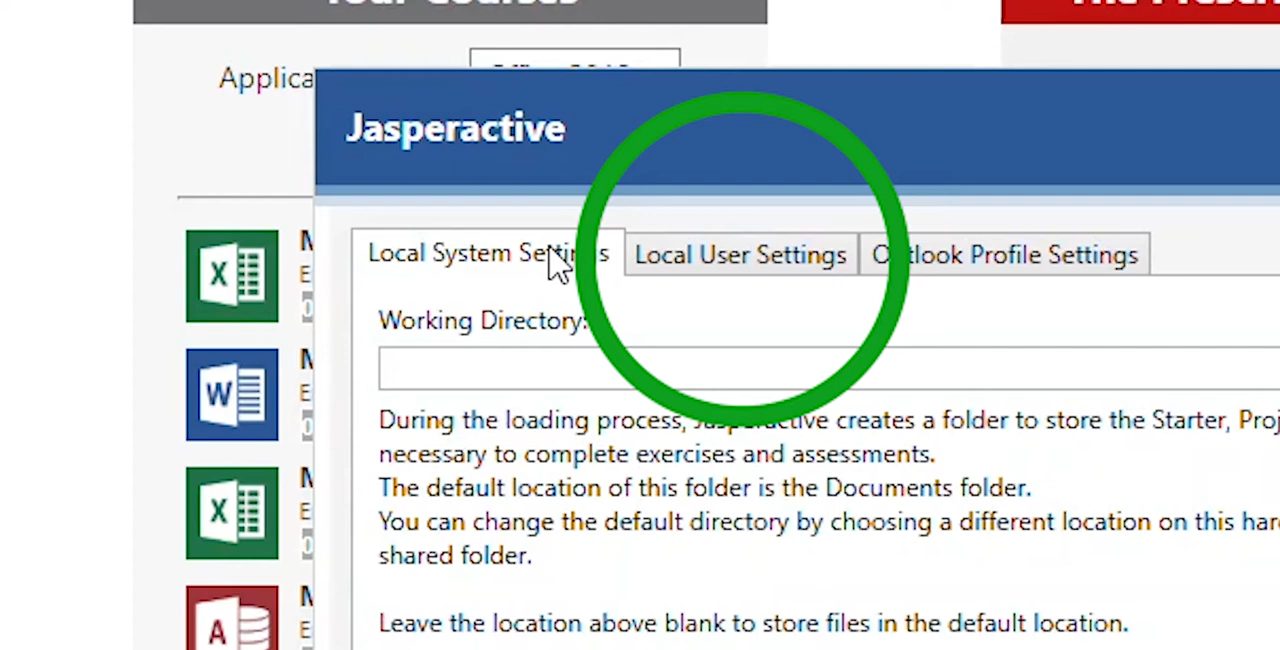 Your Courses
Applica
Jasperactive
Local System Settings
Local User Settings
Outlook Profile Settings
Working Directory:
During the loading process, Jasperactive creates a folder to store the Starter, Proj
necessary to complete exercises and assessments.
The default location of this folder is the Documents folder.
You can change the default directory by choosing a different location on this har
shared folder.
Leave the location above blank to store files in the default location.